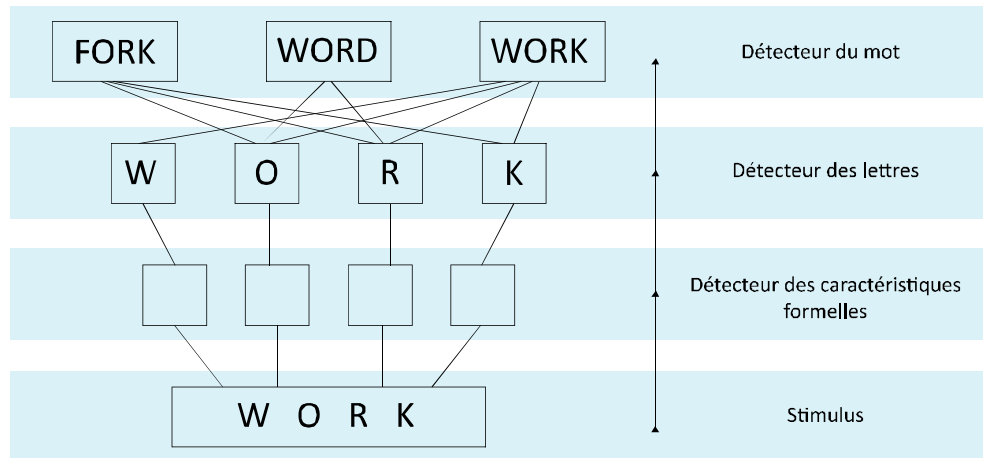 FORK WORD WORK Détecteur du mot
W O R K Détecteur des lettres
Détecteur des caractéristiques
formelles
W O R K Stimulus